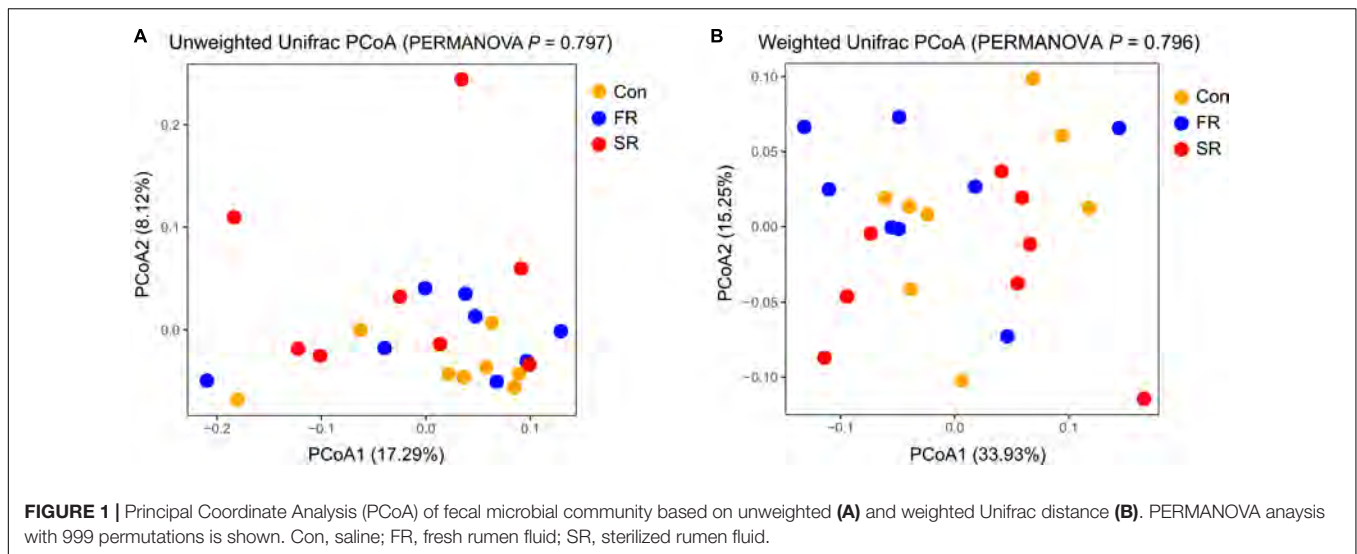 A
Unweighted Unifrac PCoA (PERMANOVA P = 0.797)
Con
FR
SR
0.2
0.1
0.0
PCoA2 (8.12%)
−0.2
−0.1
0.0
0.1
PCoA1 (17.29%)
B
Weighted Unifrac PCoA (PERMANOVA P = 0.796)
Con
FR
SR
0.10
0.05
0.00
−0.05
−0.10
PCoA2 (15.25%)
−0.1
0.0
0.1
PCoA1 (33.93%)
FIGURE 1 | Principal Coordinate Analysis (PCoA) of fecal microbial community based on unweighted (A) and weighted Unifrac distance (B). PERMANOVA anaysis
with 999 permutations is shown. Con, saline; FR, fresh rumen fluid; SR, sterilized rumen fluid.